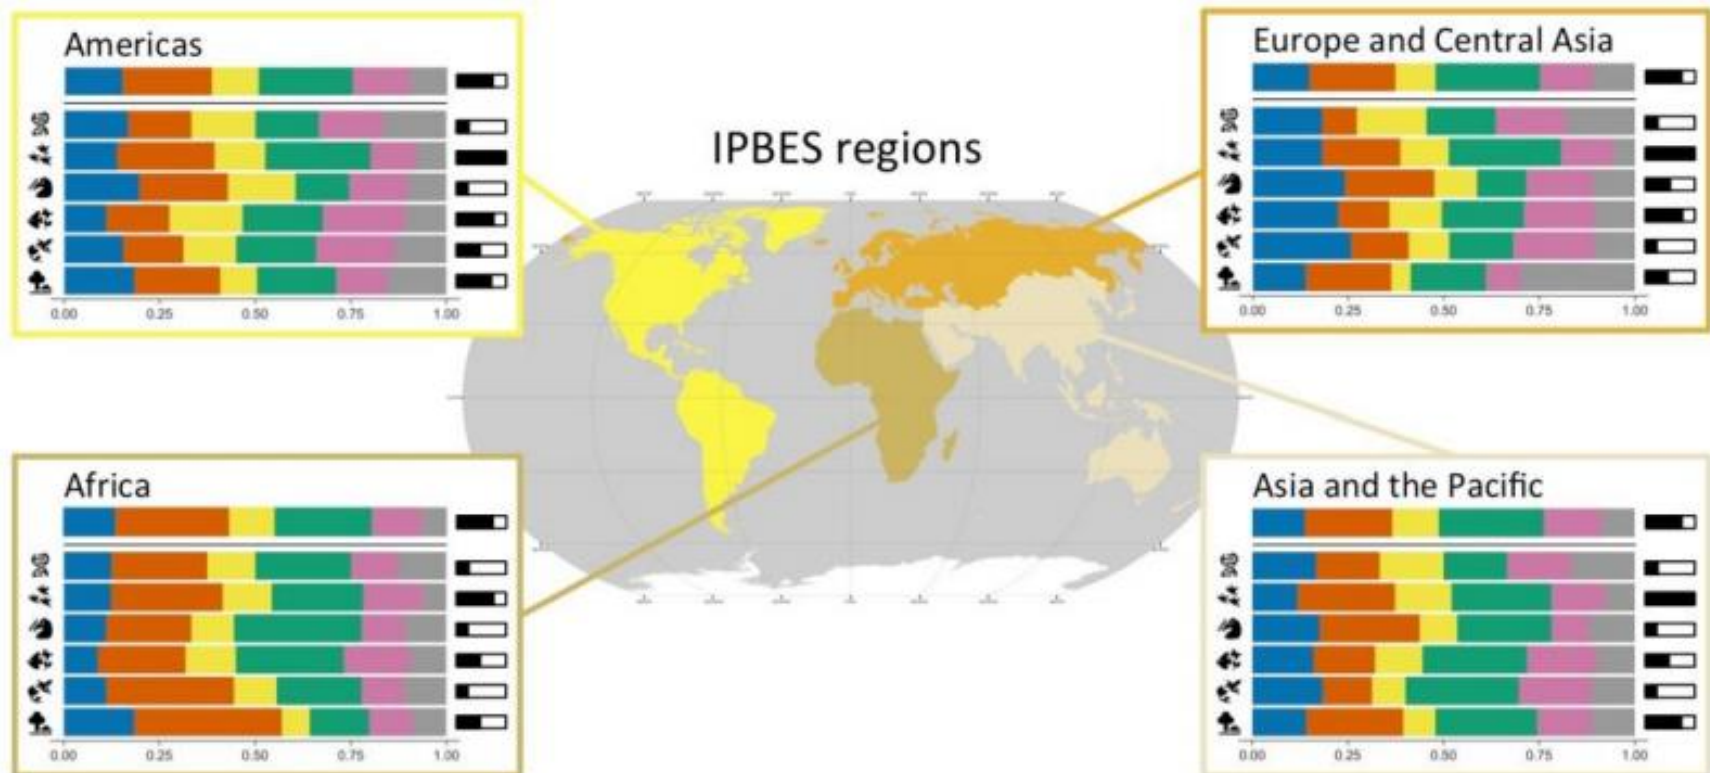 Americas
0.00 0.25 0.50 0.75 1.00
IPBES regions
Europe and Central Asia
0.00 0.25 0.50 0.75 1.00
Africa
0.00 0.25 0.50 0.75 1.00
Asia and the Pacific
0.00 0.25 0.50 0.75 1.00